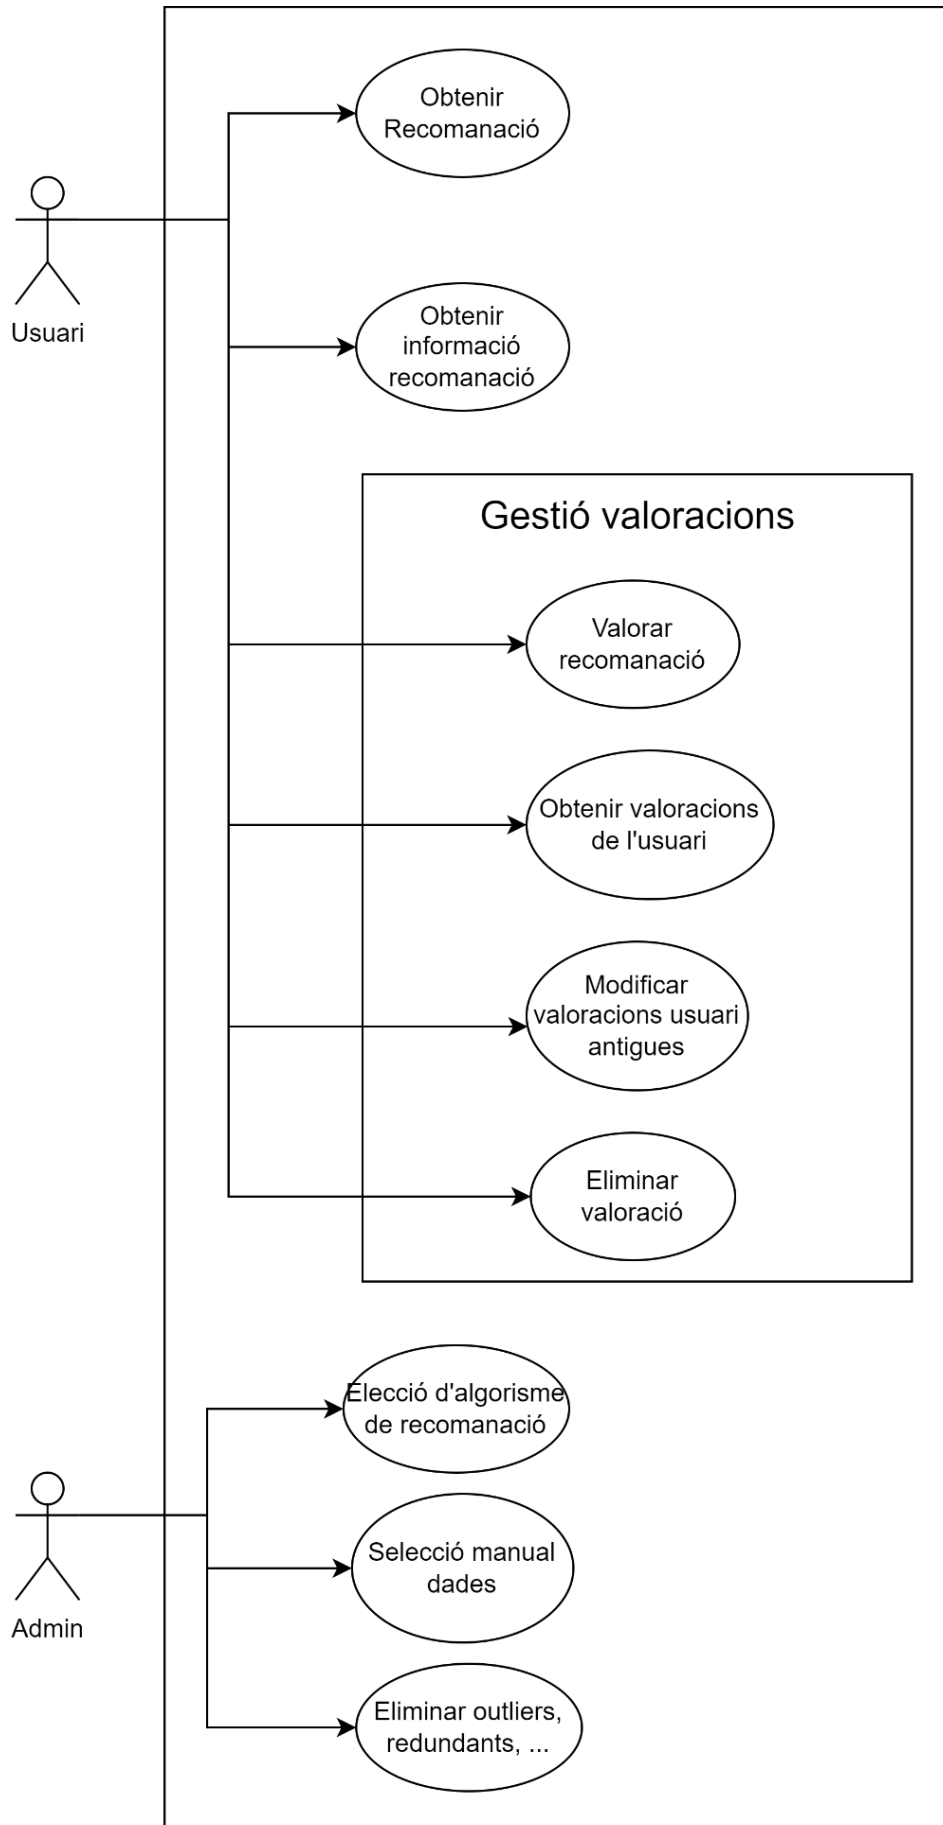 Obtenir
Recomanació
Usuari
Obtenir
informació
recomanació
Gestió valoracions
Valorar
recomanació
Obtenir valoracions
de l'usuari
Modificar
valoracions usuari
antigues
Eliminar
valoració
Elecció d'algorisme
de recomanació
Admin
Selecció manual
dades
Eliminar outliers,
redundants, ...